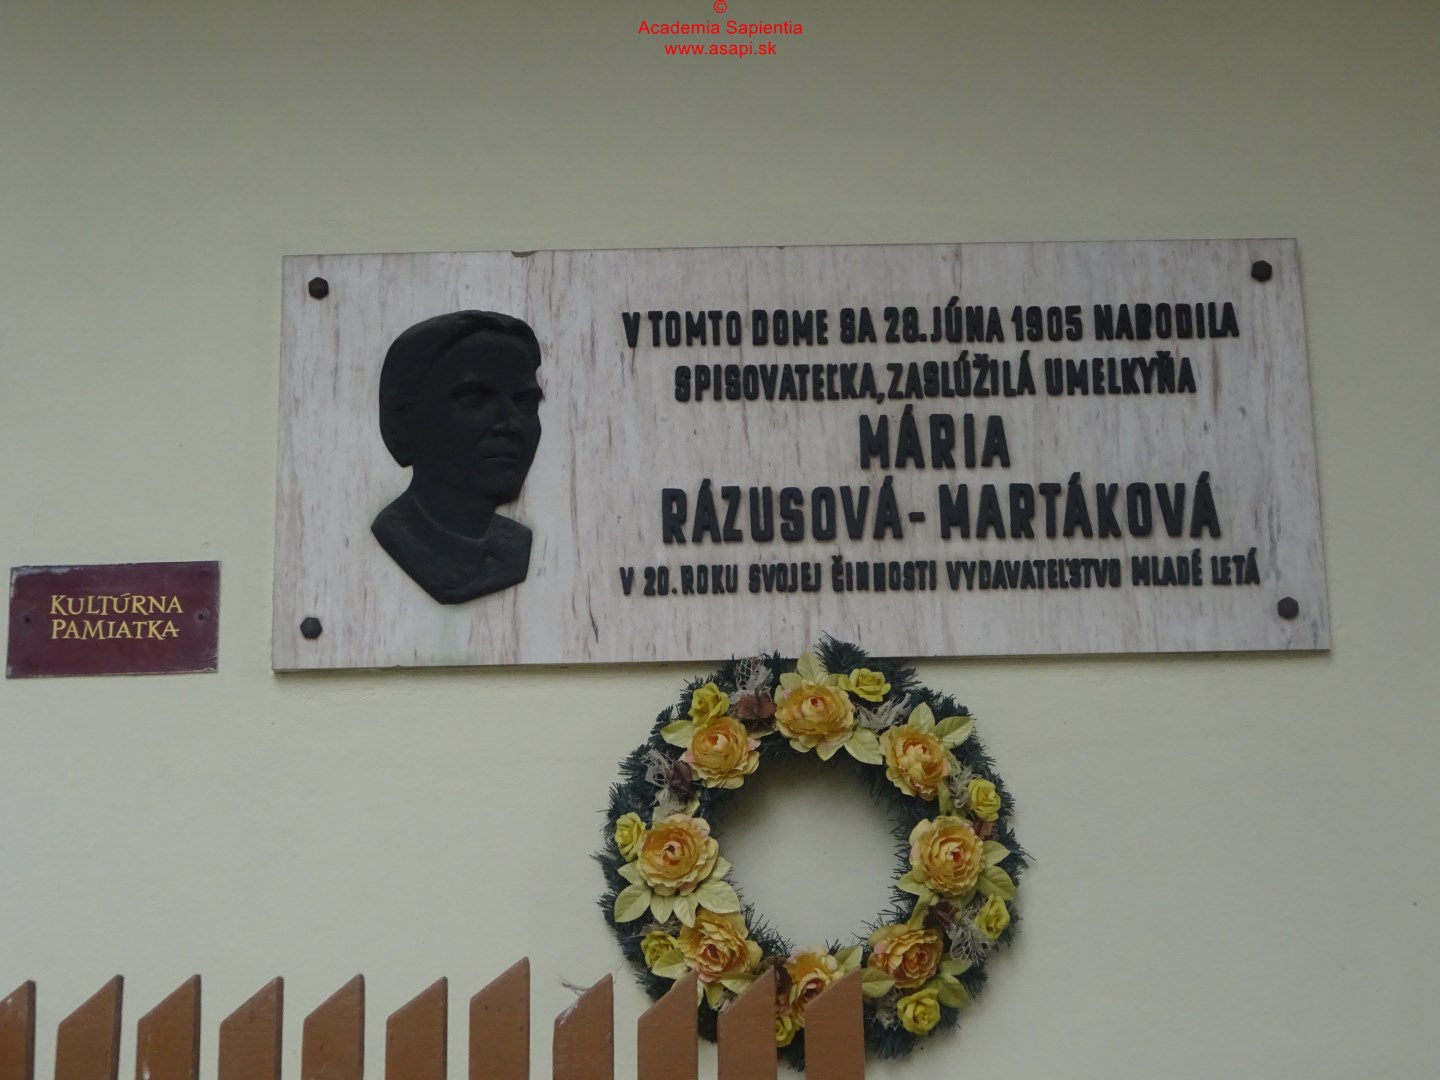 ©
Academia Sapientia
www.asapi.sk
V TOMTO DOME SA 28. JÚNA 1905 NARODILA
SPISOVATEĽKA, ZASLÚŽILÁ UMELKYŇA
MÁRIA
RÁZUSOVÁ - MARTÁKOVÁ
V 20. ROKU SVOJEJ ČINNOSTI VYDAVATEĽSTVO MLADÉ LETÁ
KULTÚRNA
PAMIATKA